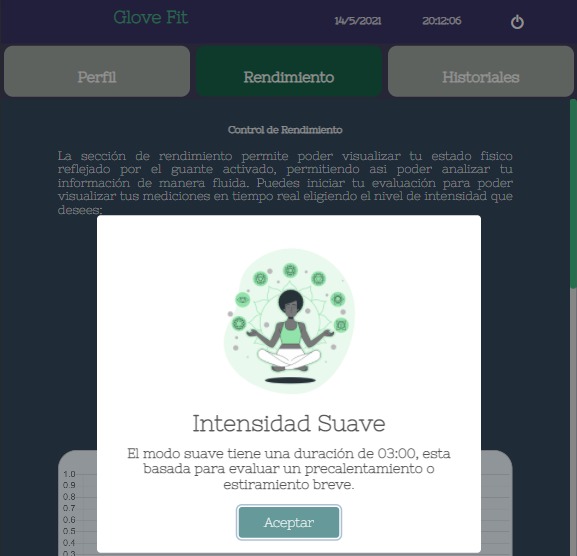 Glove Fit
14/5/2021
20:12:06
Perfil
Rendimiento
Historiales
Control de Rendimiento
La sección de rendimiento permite poder visualizar tu estado fisico
reflejado por el guante activado, permitiendo asi poder analizar tu
información de manera fluida. Puedes iniciar tu evaluación para poder
visualizar tus mediciones en tiempo real eligiendo el nivel de intensidad que
desees:
Intensidad Suave
El modo suave tiene una duración de 03:00, esta
basada para evaluar un precalentamiento o
estiramiento breve.
Aceptar
1.0
0.9
0.8
0.7
0.6
0.5
0.4
0.3